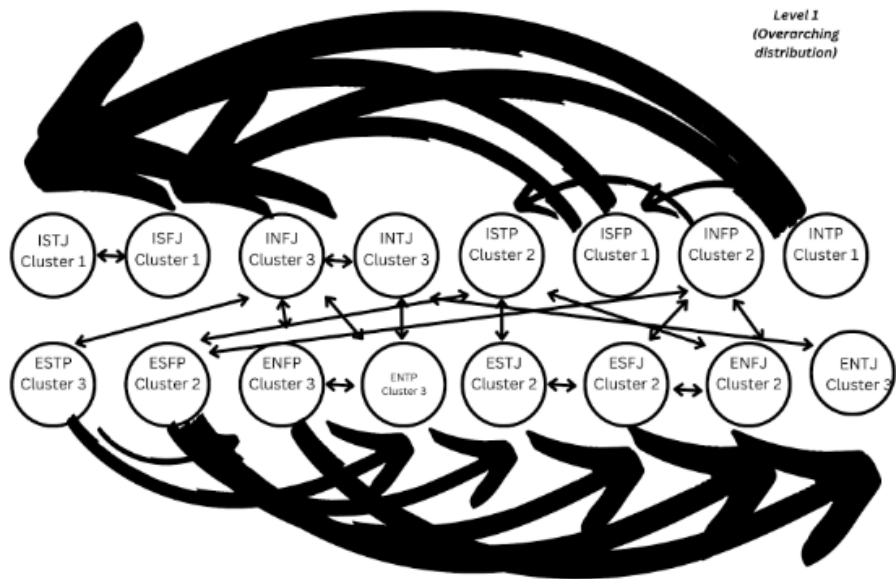 Level 1
(Overarching
distribution)
ISTJ
Cluster 1
ISFJ
Cluster 1
INFJ
Cluster 3
INTJ
Cluster 3
ISTP
Cluster 2
ISFP
Cluster 1
INFP
Cluster 2
INTP
Cluster 1
ESTP
Cluster 3
ESFP
Cluster 2
ENFP
Cluster 3
ENTP
Cluster 3
ESTJ
Cluster 2
ESFJ
Cluster 2
ENFJ
Cluster 2
ENTJ
Cluster 3